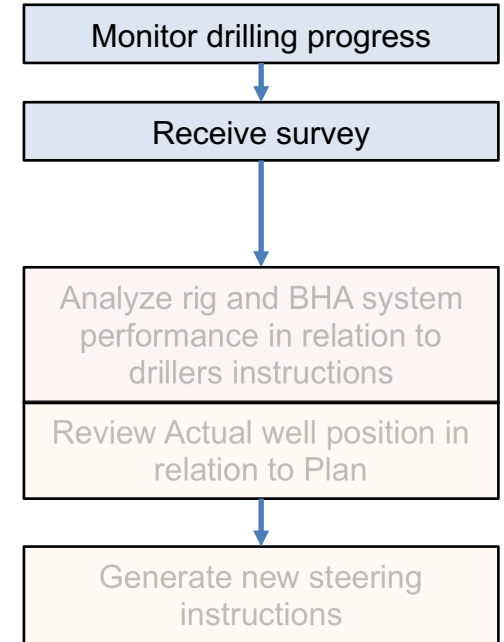 Monitor drilling progress
Receive survey
Analyze rig and BHA system
performance in relation to
drillers instructions
Review Actual well position in
relation to Plan
Generate new steering
instructions